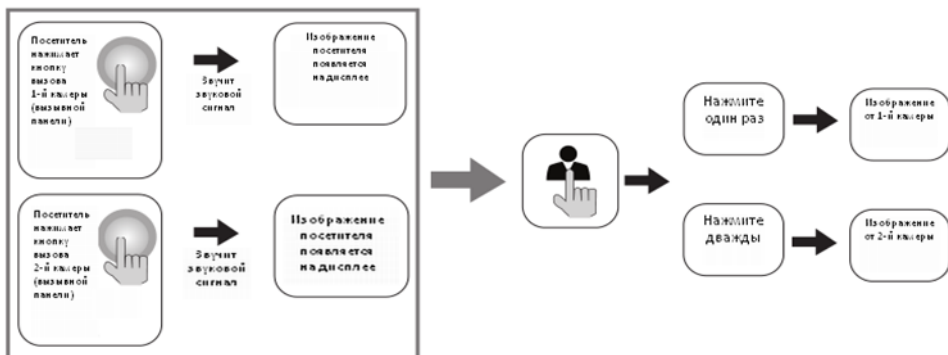 Посетитель
нажимает
кнопку
вызова
1-й камеры
(вызывной
панели)
Звучит
звуковой
сигнал
Изображение
посетителя
появляется
на дисплее
Посетитель
нажимает
кнопку
вызова
2-й камеры
(вызывной
панели)
Звучит
звуковой
сигнал
Изображение
посетителя
появляется
на дисплее
Нажмите
один раз
Изображение
от 1-й камеры
Нажмите
дважды
Изображение
от 2-й камеры